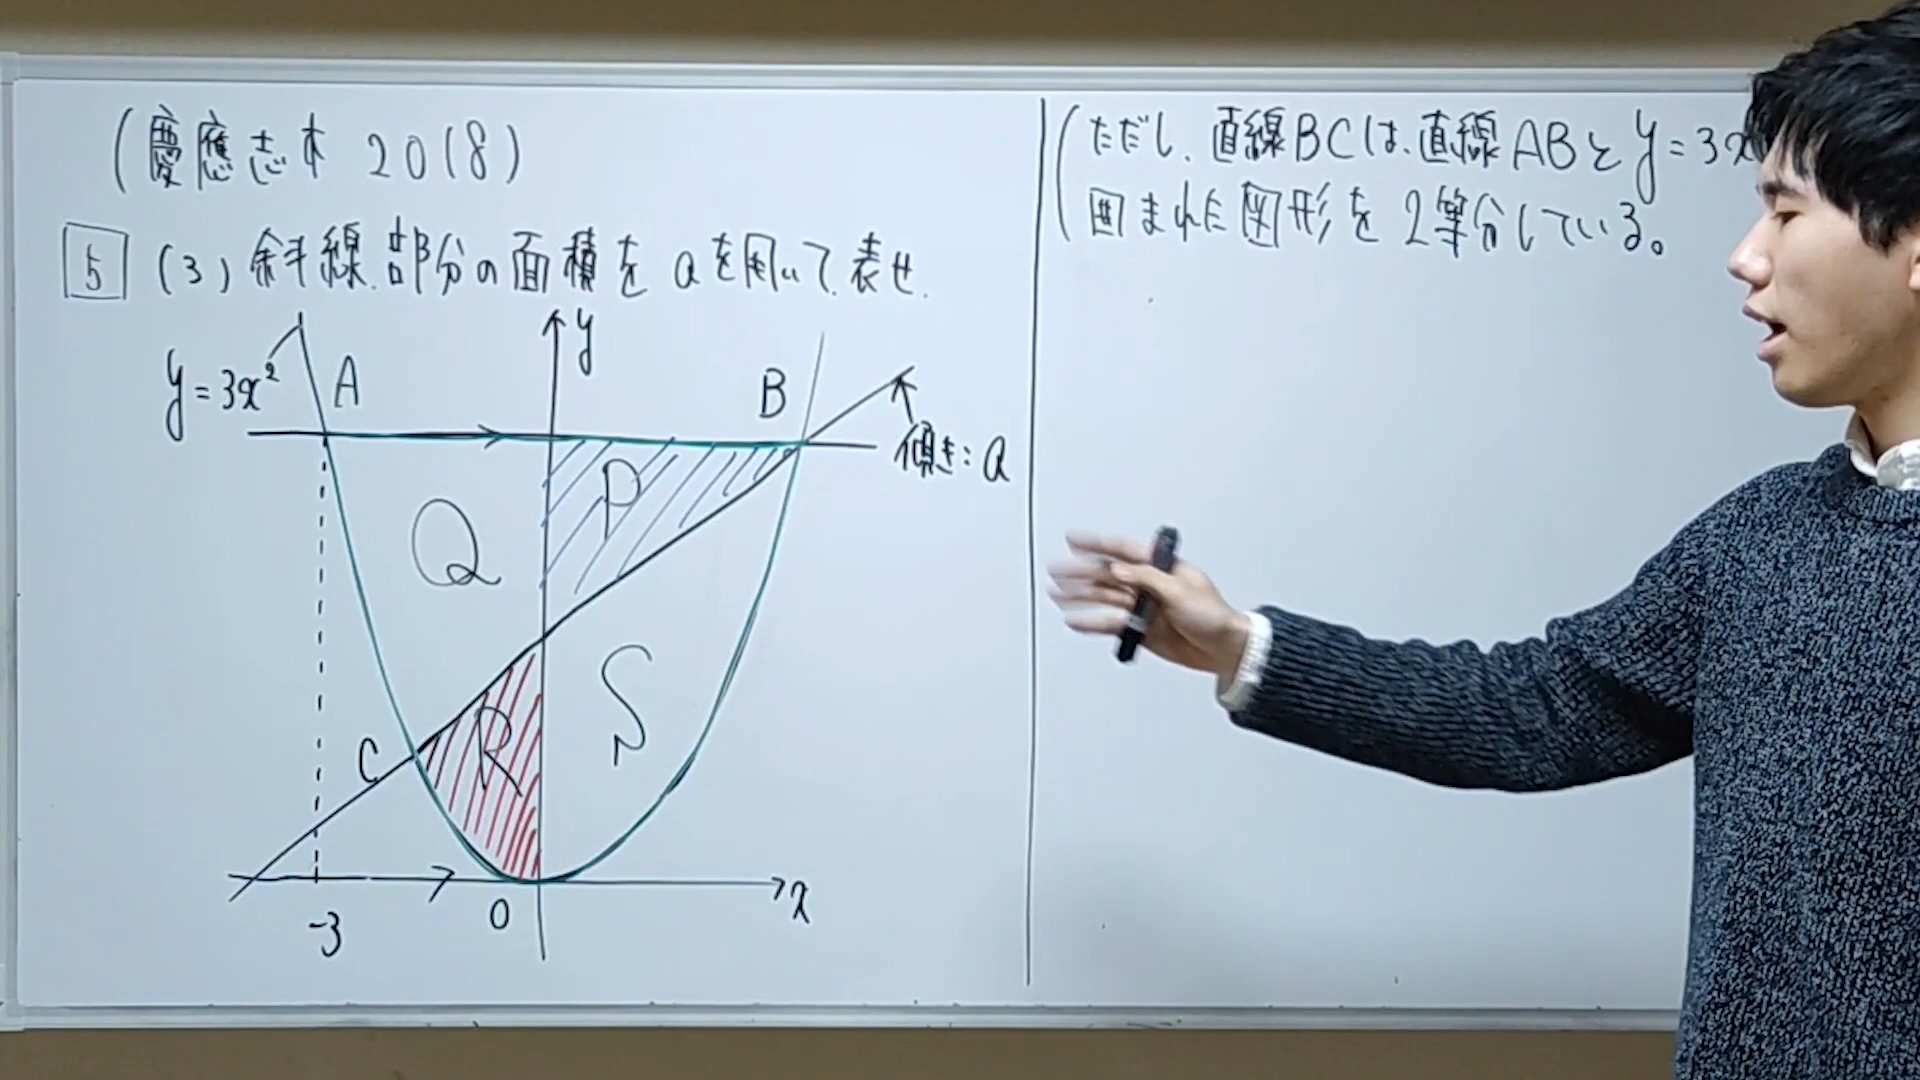 (慶應志木 2018)
5 (3) 斜線部分の面積をaを用いて表せ.
y
y=3x²
A
B
傾き:a
P
Q
S
R
C
-3
0
x
(ただし、直線BCは、直線ABとy=3x
囲まれた図形を2等分している。